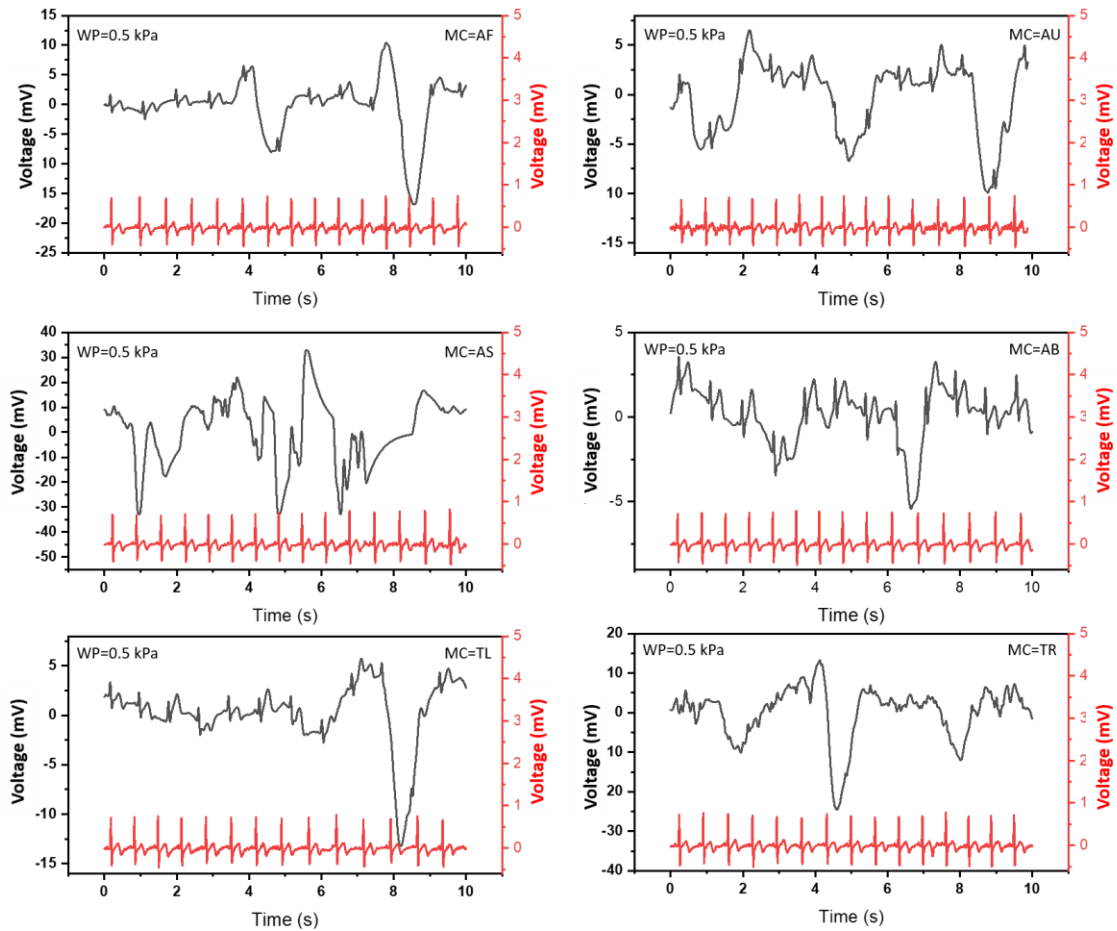 WP=0.5 kPa
MC=AF
Voltage (mV)
15
10
5
0
5
10
15
-20
-25
Voltage (mV)
5
4
3
2
1
0
0 2 4 6 8 10
Time (s)
WP=0.5 kPa
MC=AU
Voltage (mV)
5
0
-5
10
-15
Voltage (mV)
5
4
3
2
1
0
0 2 4 6 8 10
Time (s)
WP=0.5 kPa
MC=AS
Voltage (mV)
40
30
20
10
0
10
-20
-30
-40
-50
Voltage (mV)
5
4
3
2
1
0
0 2 4 6 8 10
Time (s)
WP=0.5 kPa
MC=AB
Voltage (mV)
5
0
-5
Voltage (mV)
5
4
3
2
1
0
0 2 4 6 8 10
Time (s)
WP=0.5 kPa
MC=TL
Voltage (mV)
5
0
-5
-10
-15
Voltage (mV)
5
4
3
2
1
0
0 2 4 6 8 10
Time (s)
WP=0.5 kPa
MC=TR
Voltage (mV)
20
10
0
10
-20
-30
-40
Voltage (mV)
5
4
3
2
1
0
0 2 4 6 8 10
Time (s)